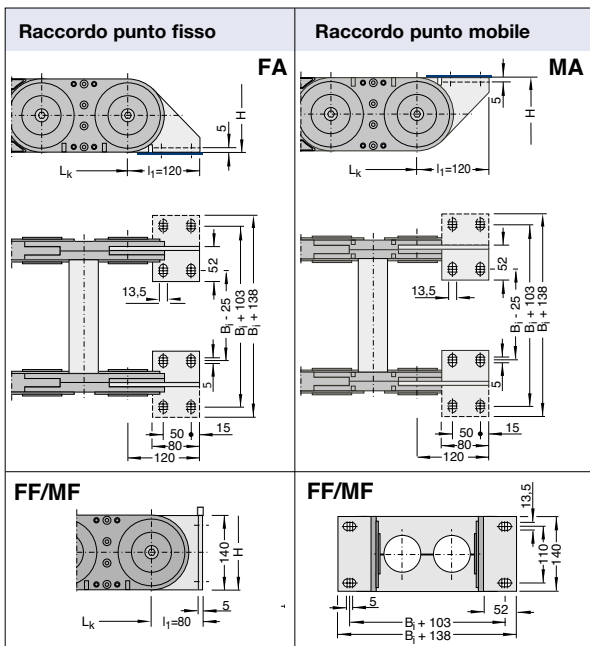 Raccordo punto fisso
Raccordo punto mobile
FA
MA
5
H
5
H
Lk
l1=120
Lk
l1=120
52
13,5
Bi - 25
Bi + 103
Bi + 138
5
50
15
80
120
52
13,5
Bi - 25
Bi + 103
Bi + 138
5
50
15
80
120
FF/MF
FF/MF
140
H
5
Lk
l1=80
13,5
110
140
5
52
Bi + 103
Bi + 138